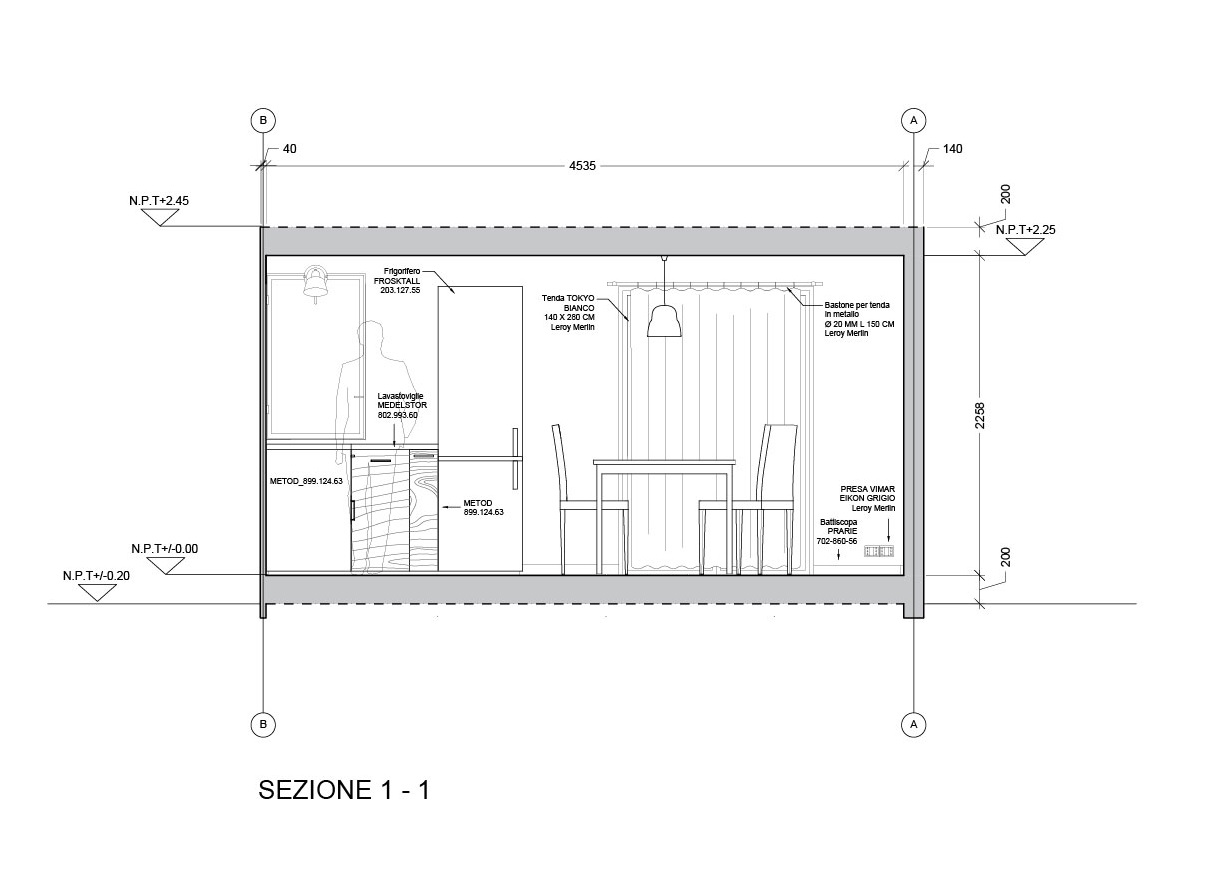 B
A
40
4535
140
200
N.P.T+2.45
N.P.T+2.25
Frigorifero
FROSKTALL
203.127.55
Tenda TOKYO
BIANCO
140 X 280 CM
Leroy Merlin
Bastone per tenda
in metallo
Ø 20 MM L 150 CM
Leroy Merlin
Lavastoviglie
MEDELSTOR
802.993.60
2258
METOD_899.124.63
METOD
899.124.63
PRESA VIMAR
EIKON GRIGIO
Leroy Merlin
Battiscopa
PRARIE
702-860-56
N.P.T+/-0.00
N.P.T+/-0.20
200
B
A
SEZIONE 1 - 1